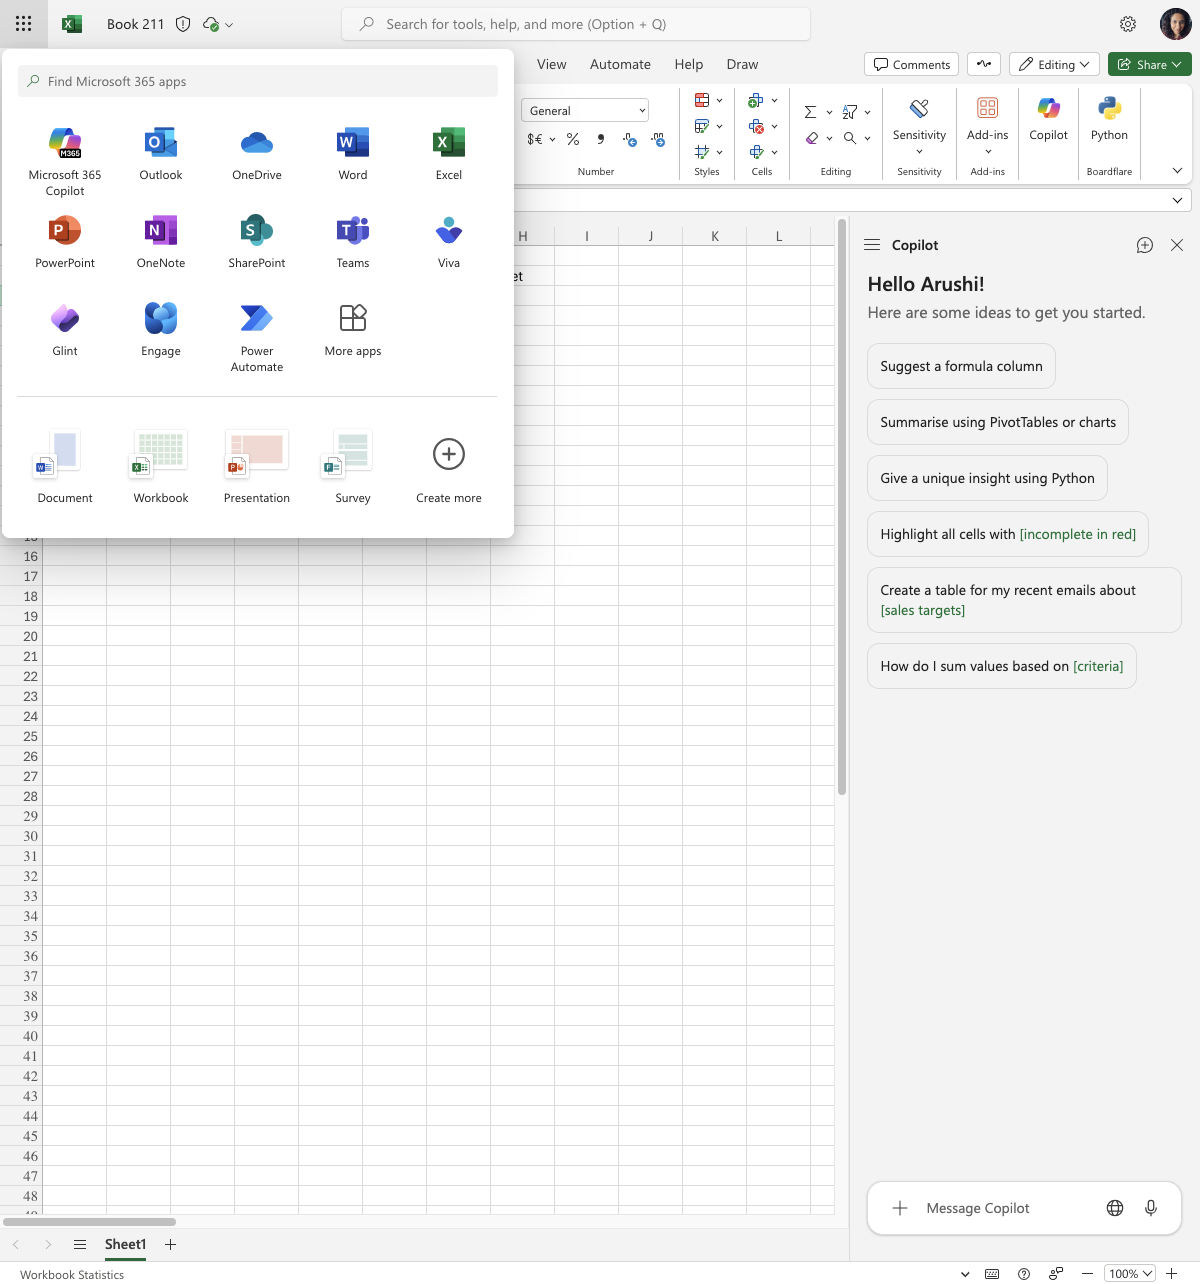 Book 211
Search for tools, help, and more (Option + Q)
View Automate Help Draw
Comments
Editing
Share
Find Microsoft 365 apps
M365
Microsoft 365 Copilot
Outlook
OneDrive
Word
Excel
PowerPoint
OneNote
SharePoint
Teams
Viva
Glint
Engage
Power Automate
More apps
Document
Workbook
Presentation
Survey
Create more
General
$€ %
Number
Styles
Cells
Editing
Sensitivity
Sensitivity
Add-ins
Add-ins
Copilot
Python
Boardflare
H I J K L
et
16
17
18
19
20
21
22
23
24
25
26
27
28
29
30
31
32
33
34
35
36
37
38
39
40
41
42
43
44
45
46
47
48
Copilot
Hello Arushi!
Here are some ideas to get you started.
Suggest a formula column
Summarise using PivotTables or charts
Give a unique insight using Python
Highlight all cells with [incomplete in red]
Create a table for my recent emails about
[sales targets]
How do I sum values based on [criteria]
Message Copilot
Sheet1
Workbook Statistics
100%